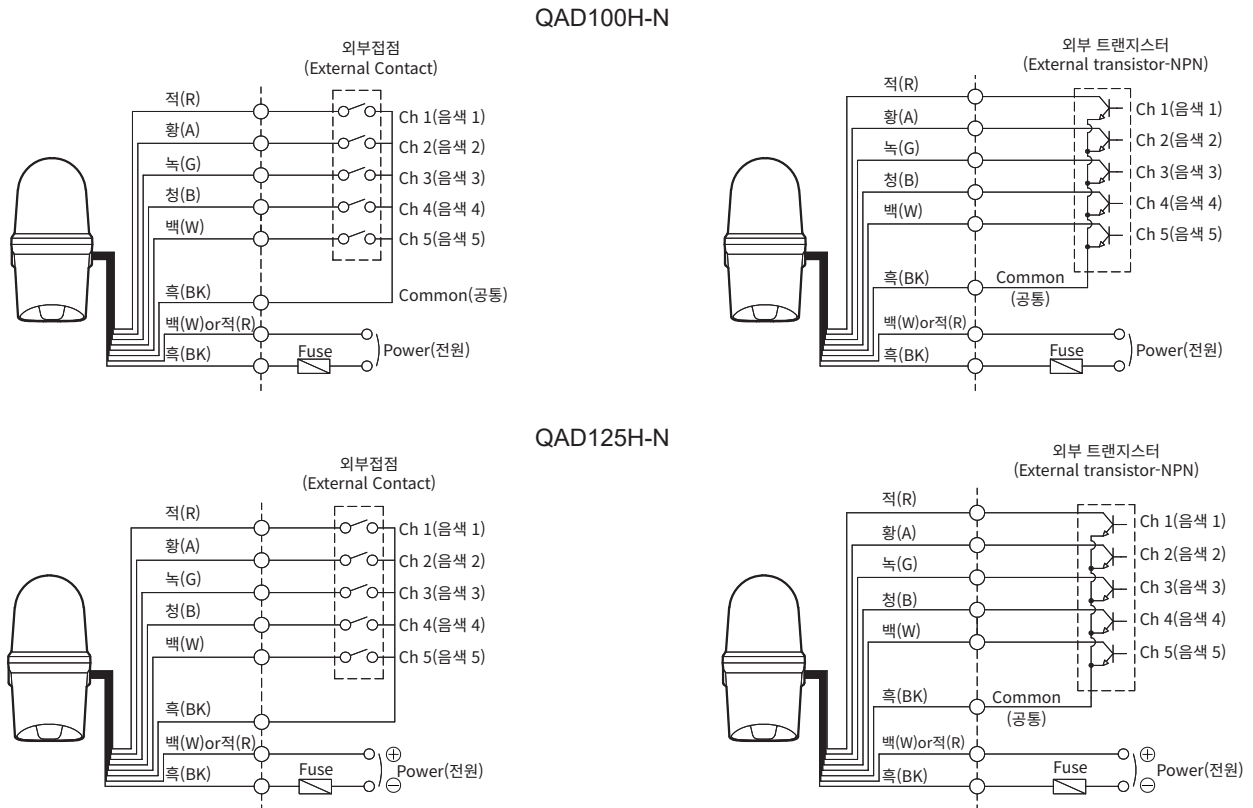 QAD100H-N
외부접점
(External Contact)
적(R)
황(A)
녹(G)
청(B)
백(W)
흑(BK)
백(W)or적(R)
흑(BK)
Ch 1(음색 1)
Ch 2(음색 2)
Ch 3(음색 3)
Ch 4(음색 4)
Ch 5(음색 5)
Common(공통)
Fuse
Power(전원)
외부 트랜지스터
(External transistor-NPN)
적(R)
황(A)
녹(G)
청(B)
백(W)
흑(BK)
백(W)or적(R)
흑(BK)
Ch 1(음색 1)
Ch 2(음색 2)
Ch 3(음색 3)
Ch 4(음색 4)
Ch 5(음색 5)
Common
(공통)
Fuse
Power(전원)
QAD125H-N
외부접점
(External Contact)
적(R)
황(A)
녹(G)
청(B)
백(W)
흑(BK)
백(W)or적(R)
흑(BK)
Ch 1(음색 1)
Ch 2(음색 2)
Ch 3(음색 3)
Ch 4(음색 4)
Ch 5(음색 5)
Fuse
⊕
Power(전원)
⊖
외부 트랜지스터
(External transistor-NPN)
적(R)
황(A)
녹(G)
청(B)
백(W)
흑(BK)
백(W)or적(R)
흑(BK)
Ch 1(음색 1)
Ch 2(음색 2)
Ch 3(음색 3)
Ch 4(음색 4)
Ch 5(음색 5)
Common
(공통)
Fuse
⊕
Power(전원)
⊖